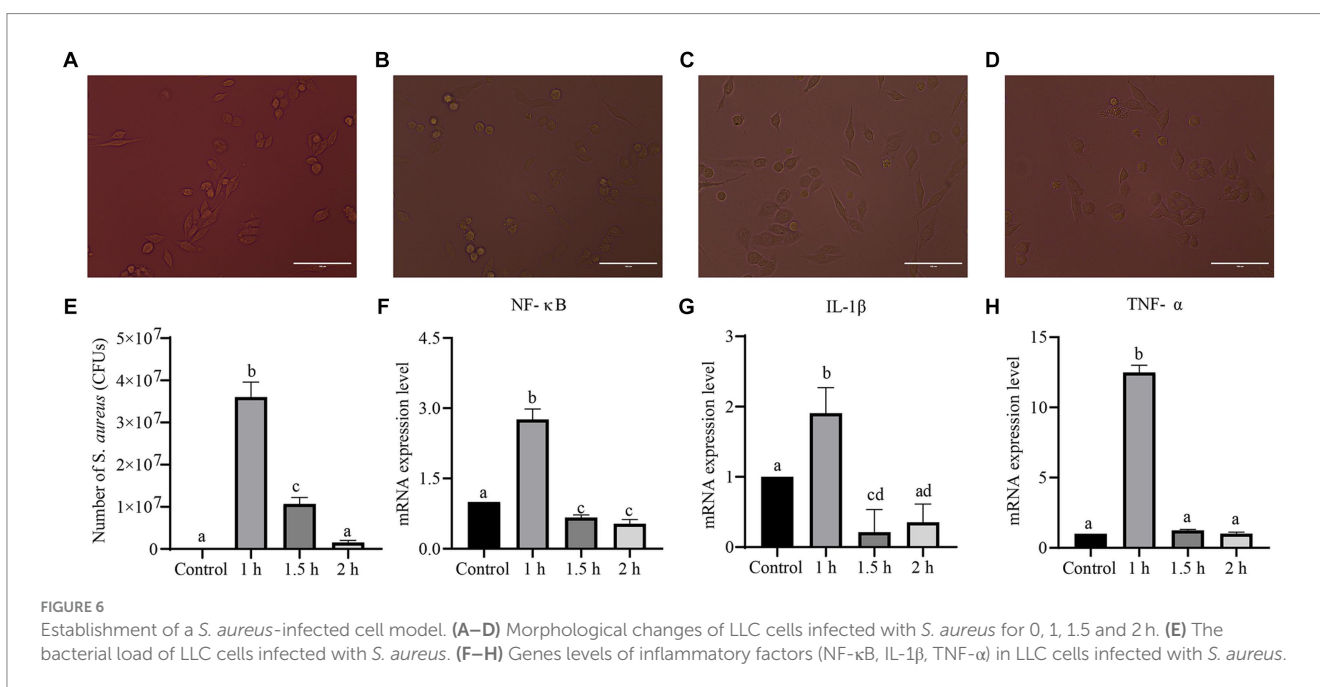 A B C D
E F NF- κB G IL-1β H TNF- α
Number of S. aureus (CFUs)
5×10⁷
4×10⁷
3×10⁷
2×10⁷
1×10⁷
0
a b c a
Control 1 h 1.5 h 2 h
mRNA expression level
4.5
3.0
1.5
0.0
a b c c
Control 1 h 1.5 h 2 h
mRNA expression level
3
2
1
0
a b cd ad
Control 1 h 1.5 h 2 h
mRNA expression level
15
10
5
0
a b a a
Control 1 h 1.5 h 2 h
FIGURE 6
Establishment of a S. aureus-infected cell model. (A–D) Morphological changes of LLC cells infected with S. aureus for 0, 1, 1.5 and 2 h. (E) The
bacterial load of LLC cells infected with S. aureus. (F–H) Genes levels of inflammatory factors (NF-κB, IL-1β, TNF-α) in LLC cells infected with S. aureus.